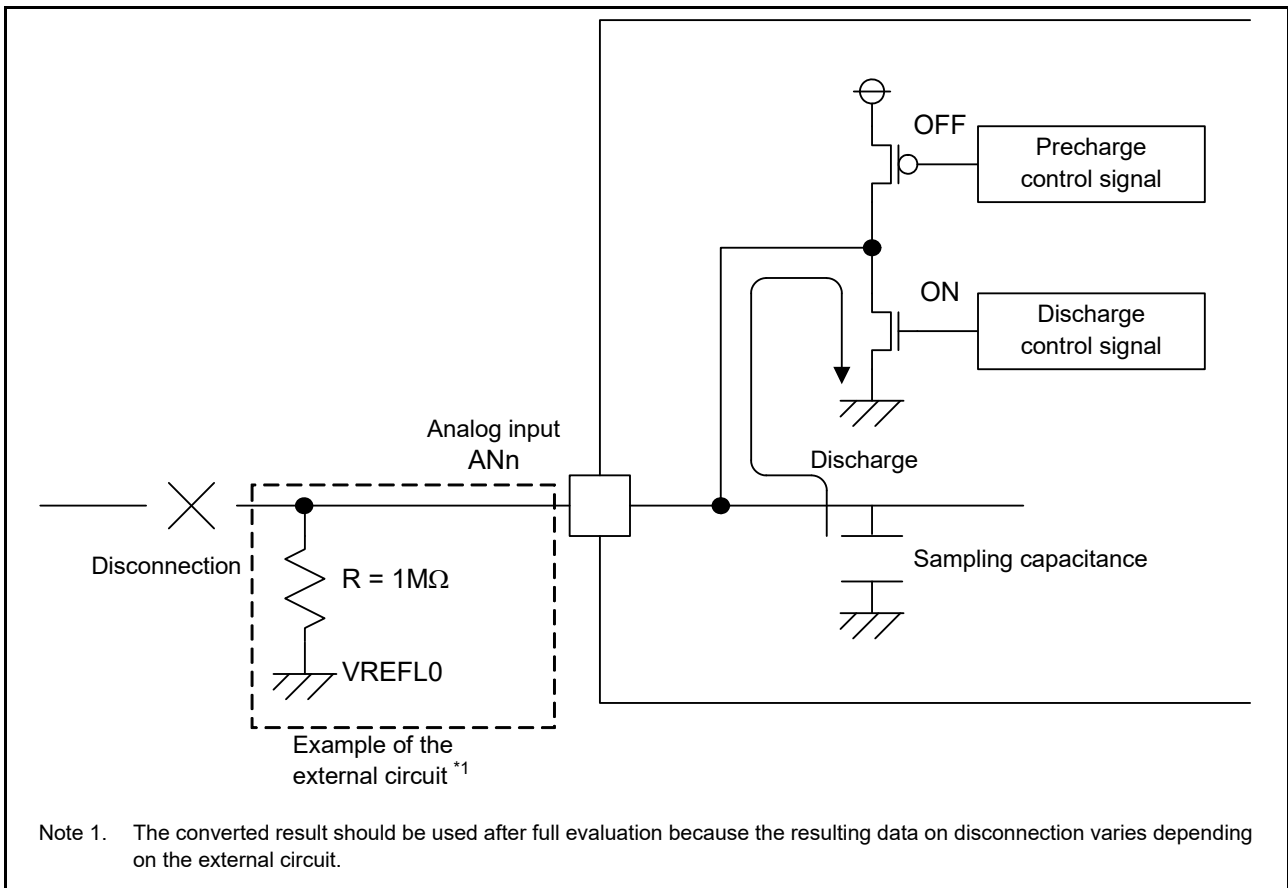 OFF
Precharge
control signal
ON
Discharge
control signal
Analog input
ANn
Discharge
Disconnection
R = 1MΩ
Sampling capacitance
VREFL0
Example of the
external circuit *1
Note 1. The converted result should be used after full evaluation because the resulting data on disconnection varies depending
on the external circuit.